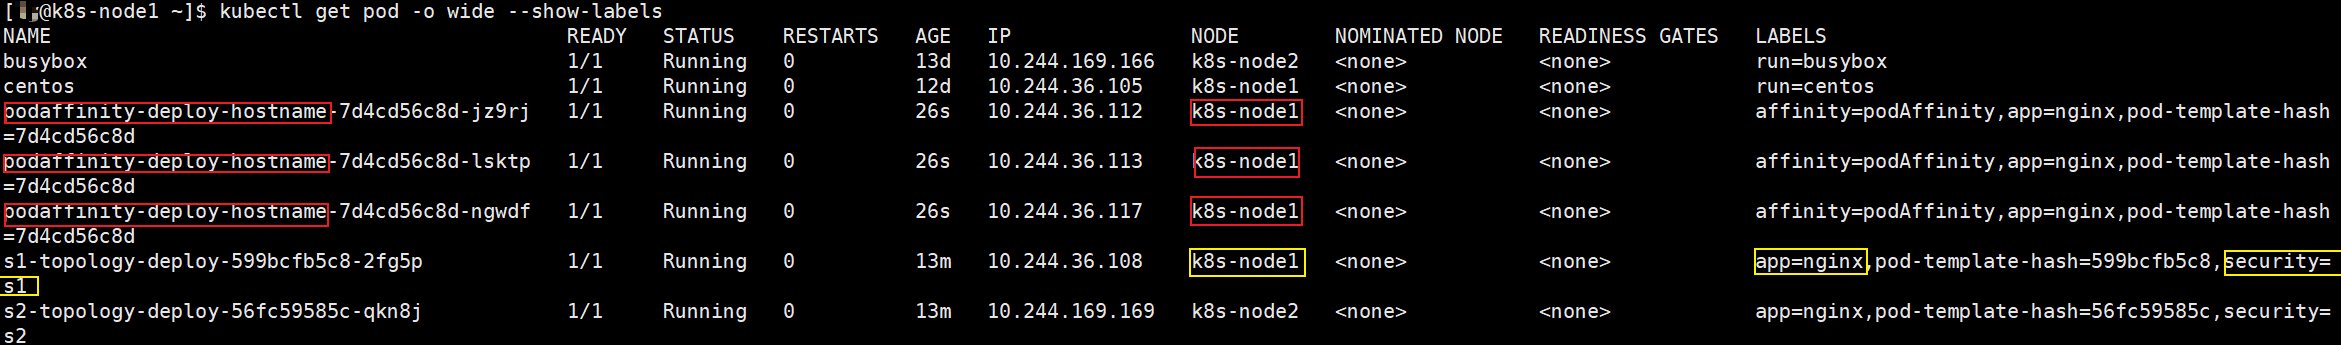 [  @k8s-node1 ~]$ kubectl get pod -o wide --show-labels
NAME                                           READY   STATUS    RESTARTS   AGE   IP               NODE        NOMINATED NODE   READINESS GATES   LABELS
busybox                                        1/1     Running   0          13d   10.244.169.166   k8s-node2   <none>           <none>            run=busybox
centos                                         1/1     Running   0          12d   10.244.36.105    k8s-node1   <none>           <none>            run=centos
podaffinity-deploy-hostname-7d4cd56c8d-jz9rj   1/1     Running   0          26s   10.244.36.112    k8s-node1   <none>           <none>            affinity=podAffinity,app=nginx,pod-template-hash
=7d4cd56c8d
podaffinity-deploy-hostname-7d4cd56c8d-lsktp   1/1     Running   0          26s   10.244.36.113    k8s-node1   <none>           <none>            affinity=podAffinity,app=nginx,pod-template-hash
=7d4cd56c8d
podaffinity-deploy-hostname-7d4cd56c8d-ngwdf   1/1     Running   0          26s   10.244.36.117    k8s-node1   <none>           <none>            affinity=podAffinity,app=nginx,pod-template-hash
=7d4cd56c8d
s1-topology-deploy-599bcfb5c8-2fg5p            1/1     Running   0          13m   10.244.36.108    k8s-node1   <none>           <none>            app=nginx,pod-template-hash=599bcfb5c8,security=
s1
s2-topology-deploy-56fc59585c-qkn8j            1/1     Running   0          13m   10.244.169.169   k8s-node2   <none>           <none>            app=nginx,pod-template-hash=56fc59585c,security=
s2